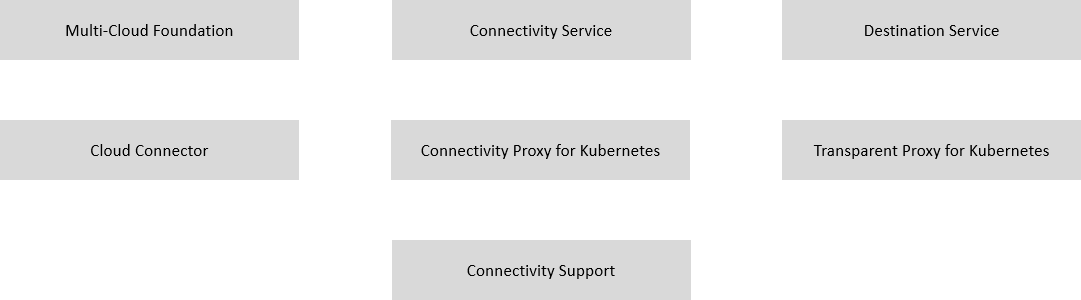 Multi-Cloud Foundation
Connectivity Service
Destination Service
Cloud Connector
Connectivity Proxy for Kubernetes
Transparent Proxy for Kubernetes
Connectivity Support